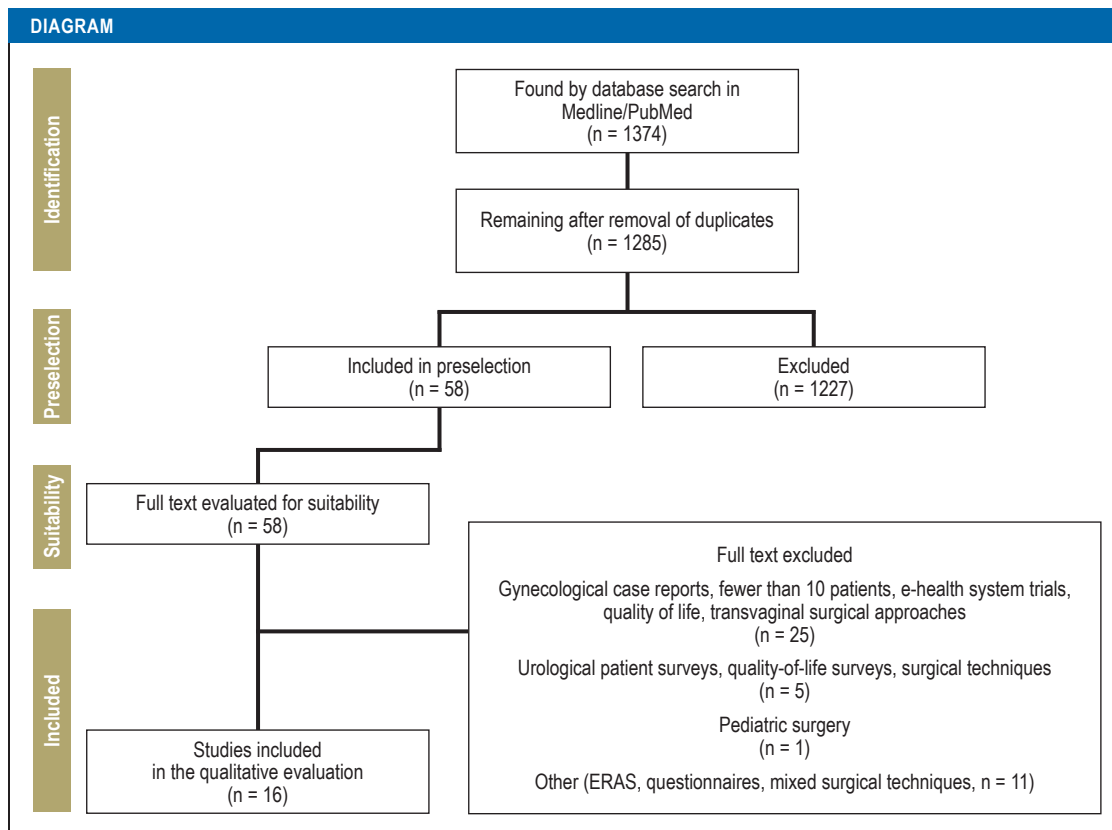 DIAGRAM
Identification
Found by database search in
Medline/PubMed
(n = 1374)
Remaining after removal of duplicates
(n = 1285)
Preselection
Included in preselection
(n = 58)
Excluded
(n = 1227)
Suitability
Full text evaluated for suitability
(n = 58)
Full text excluded
Gynecological case reports, fewer than 10 patients, e-health system trials,
quality of life, transvaginal surgical approaches
(n = 25)
Urological patient surveys, quality-of-life surveys, surgical techniques
(n = 5)
Pediatric surgery
(n = 1)
Other (ERAS, questionnaires, mixed surgical techniques, n = 11)
Included
Studies included
in the qualitative evaluation
(n = 16)